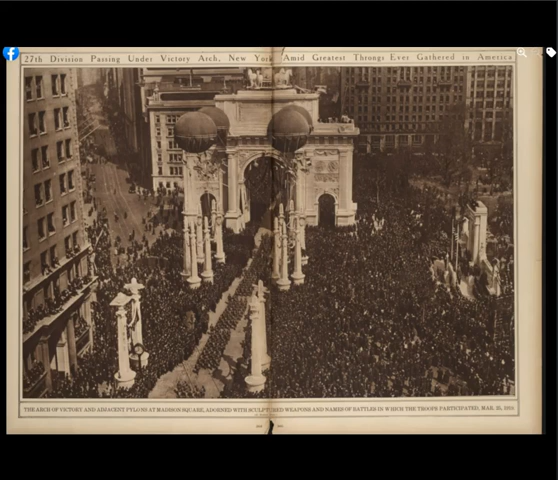 27th Division Passing Under Victory Arch, New York Amid Greatest Throngs Ever Gathered in America
THE ARCH OF VICTORY AND ADJACENT PYLONS AT MADISON SQUARE, ADORNED WITH SCULPTURED WEAPONS AND NAMES OF BATTLES IN WHICH THE TROOPS PARTICIPATED, MAR. 25, 1919